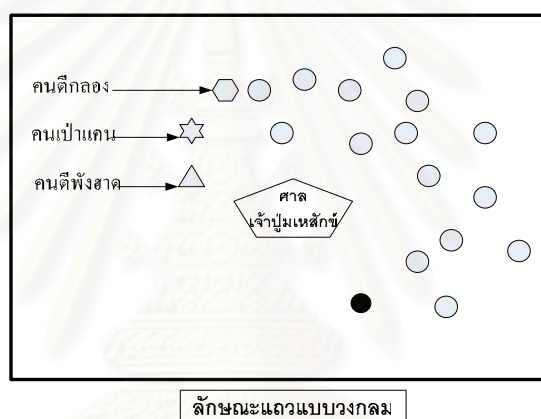 คนตีกลอง
คนเป่าแคน
คนตีพังฮาด
ศาล
เจ้าปู่มเหสักข์
ลักษณะแถวแบบวงกลม